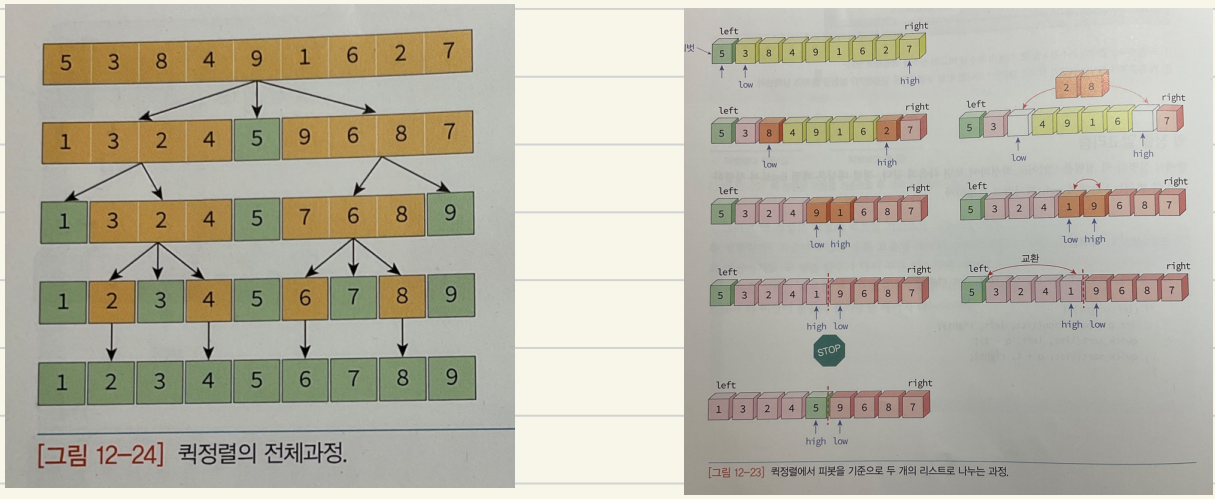 5 3 8 4 9 1 6 2 7
1 3 2 4 5 9 6 8 7
1 3 2 4 5 7 6 8 9
1 2 3 4 5 6 7 8 9
1 2 3 4 5 6 7 8 9
[그림 12-24] 퀵정렬의 전체과정.
left right
벗 5 3 8 4 9 1 6 2 7
low high
2 8
left right
5 3 8 4 9 1 6 2 7
low high
left right
5 3 4 9 1 6 7
low high
left right
5 3 2 4 9 1 6 8 7
low high
left right
5 3 2 4 1 9 6 8 7
low high
left right
5 3 2 4 1 9 6 8 7
high low
STOP
교환
left right
5 3 2 4 1 9 6 8 7
high low
left right
1 3 2 4 5 9 6 8 7
high low
[그림 12-23] 퀵정렬에서 피봇을 기준으로 두 개의 리스트로 나누는 과정.